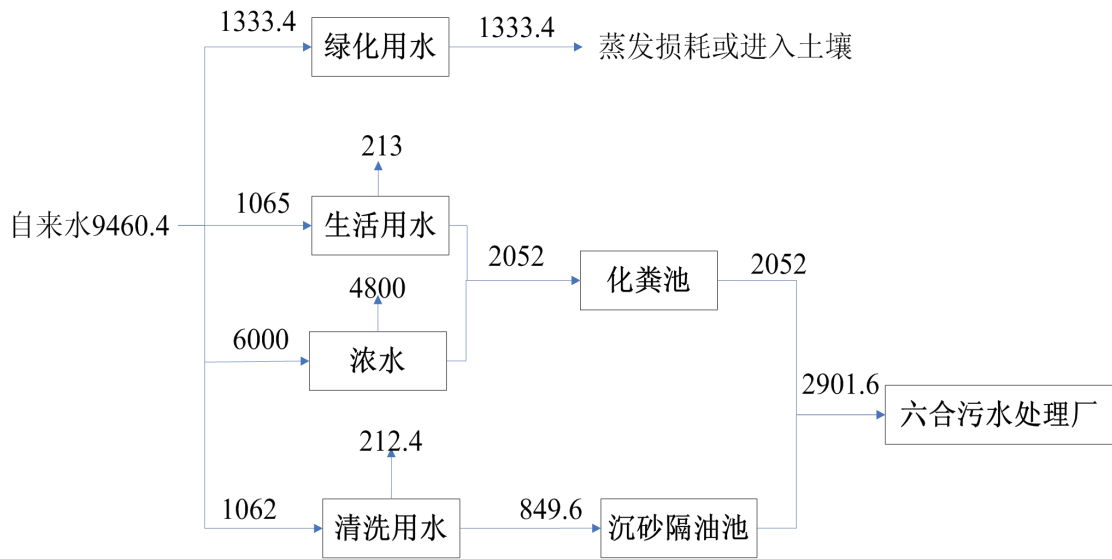 1333.4
绿化用水
1333.4
蒸发损耗或进入土壤
213
自来水9460.4
1065
生活用水
2052
化粪池
2052
4800
6000
浓水
2901.6
六合污水处理厂
212.4
1062
清洗用水
849.6
沉砂隔油池